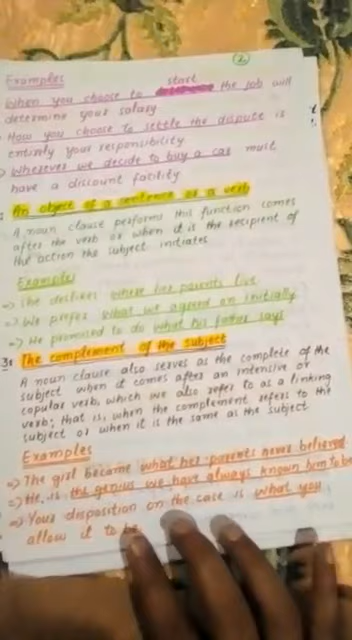 2
Examples
start
When you choose to the job will
determine your salary
How you choose to settle the dispute is
entirely your responsibility
Wherever we decide to buy a car must
have a discount facility
An object of a sentence or a verb
A noun clause performs this function comes
after the verb or when it is the recipient of
the action the subject initiates
Examples
=> She desires where her parents live
=> We prefer what we agreed on initially
=> He promised to do what his father says
3: The complement of the subject
A noun clause also serves as the complete of the
subject when it comes after an intensive or
copular verb, which we also refer to as a linking
verb; that is, when the complement refers to the
subject or when it is the same as the subject
Examples
=> The girl became what her parents never believed
=> He is the genius we have always known him to be
=> Your disposition on the case is what you
allow it to be